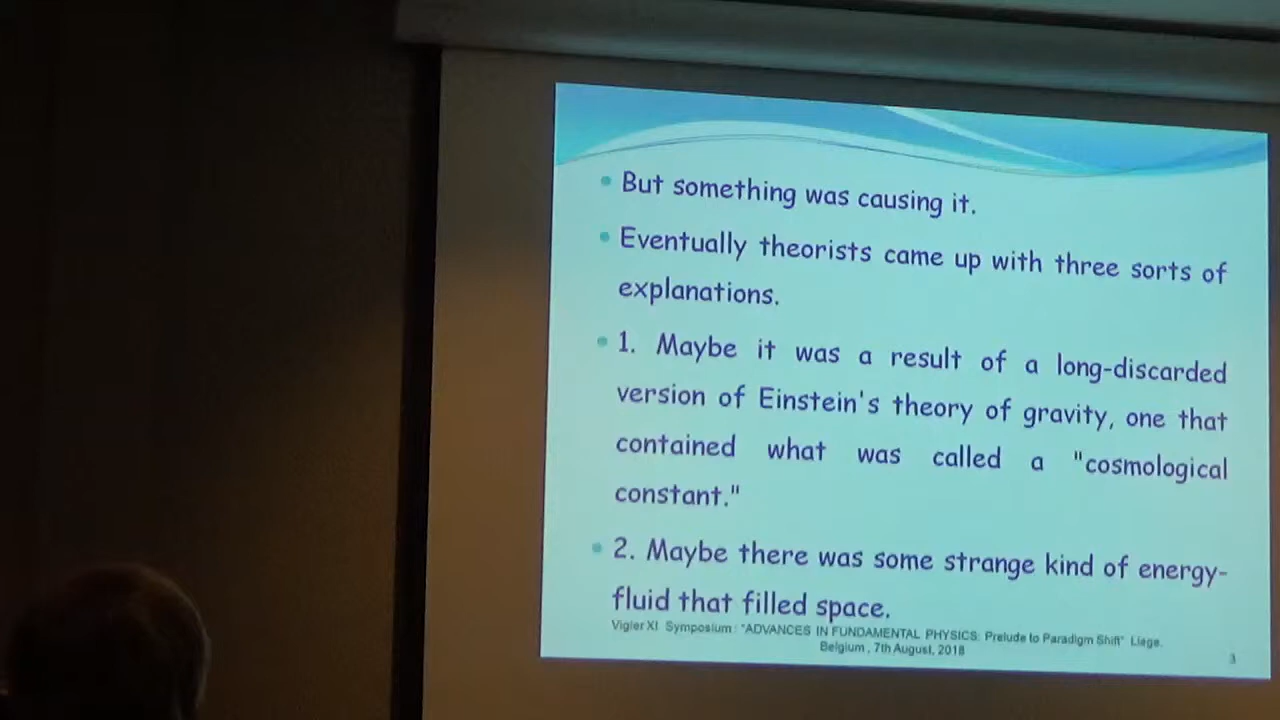 But something was causing it.
Eventually theorists came up with three sorts of
explanations.
1. Maybe it was a result of a long-discarded
version of Einstein's theory of gravity, one that
contained what was called a "cosmological
constant."
2. Maybe there was some strange kind of energy-
fluid that filled space.
Vigier XI Symposium : "ADVANCES IN FUNDAMENTAL PHYSICS: Prelude to Paradigm Shift" Liege,
Belgium , 7th August, 2018
3